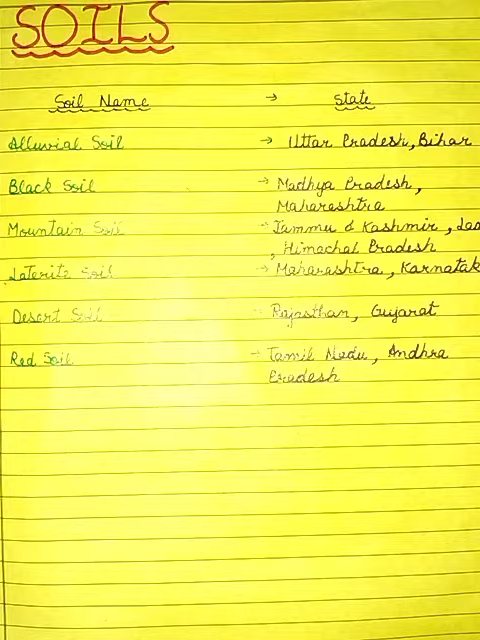 SOILS
Soil Name → State
Alluvial Soil → Uttar Pradesh, Bihar
Black Soil → Madhya Pradesh,
Maharashtra
Mountain Soil → Jammu & Kashmir,
, Himachal Pradesh
Laterite Soil → Maharashtra, Karnatak
Desert Soil → Rajasthan, Gujarat
Red Soil → Tamil Nadu, Andhra
Pradesh